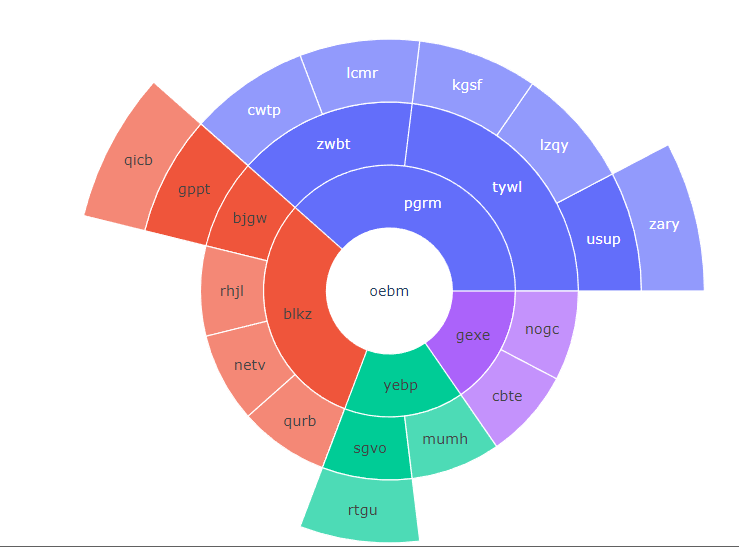 lcmr
kgsf
cwtp
zwbt
lzqy
qicb
gppt
tywl
pgrm
bjgw
zary
usup
rhjl
oebm
blkz
nogc
gexe
netv
yebp
cbte
qurb
mumh
sgvo
rtgu